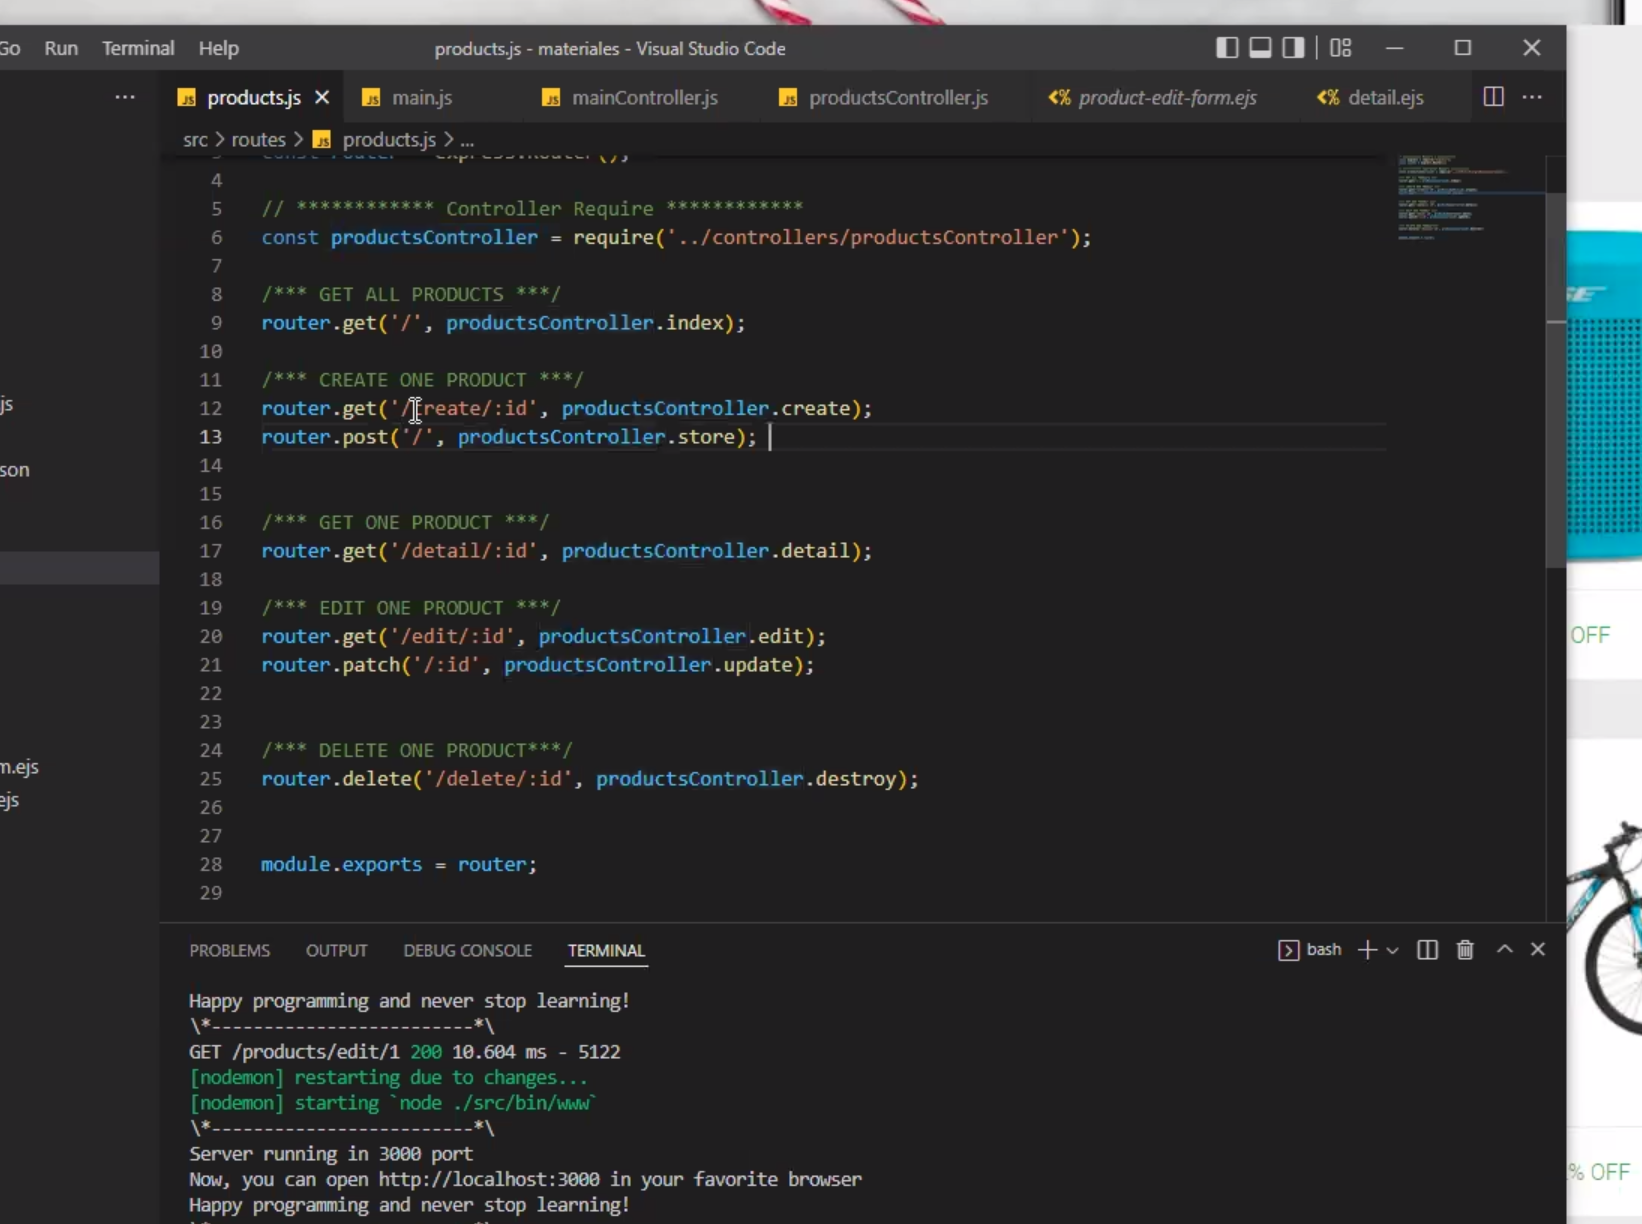 Go Run Terminal Help products.js - materiales - Visual Studio Code
products.js main.js mainController.js productsController.js product-edit-form.ejs detail.ejs
src > routes > products.js > ...
4
5 // ************ Controller Require ************
6 const productsController = require('../controllers/productsController');
7
8 /*** GET ALL PRODUCTS ***/
9 router.get('/', productsController.index);
10
11 /*** CREATE ONE PRODUCT ***/
12 router.get('/create/:id', productsController.create);
13 router.post('/', productsController.store);
14
15
16 /*** GET ONE PRODUCT ***/
17 router.get('/detail/:id', productsController.detail);
18
19 /*** EDIT ONE PRODUCT ***/
20 router.get('/edit/:id', productsController.edit);
21 router.patch('/:id', productsController.update);
22
23
24 /*** DELETE ONE PRODUCT***/
25 router.delete('/delete/:id', productsController.destroy);
26
27
28 module.exports = router;
29
js
son
m.ejs
ejs
PROBLEMS OUTPUT DEBUG CONSOLE TERMINAL bash
Happy programming and never stop learning!
\*-------------------------*\
GET /products/edit/1 200 10.604 ms - 5122
[nodemon] restarting due to changes...
[nodemon] starting `node ./src/bin/www`
\*-------------------------*\
Server running in 3000 port
Now, you can open http://localhost:3000 in your favorite browser
Happy programming and never stop learning!
OFF
% OFF